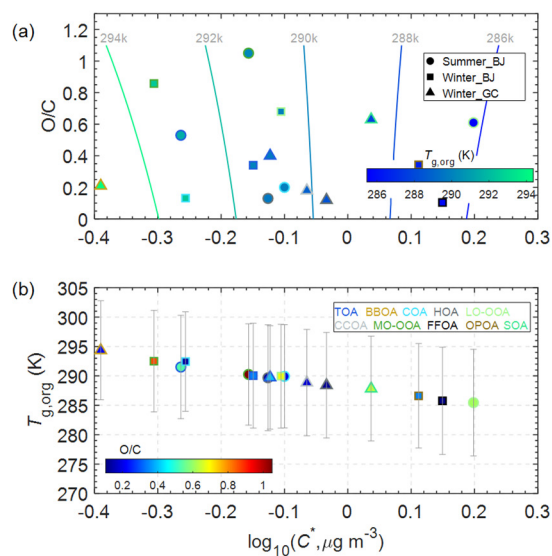 (a)
294k 292k 290k 288k 286k
1.2
1
0.8
0.6
0.4
0.2
0
O/C
Summer_BJ
Winter_BJ
Winter_GC
T g,org (K)
286 288 290 292 294
-0.4 -0.3 -0.2 -0.1 0 0.1 0.2 0.3
(b)
305
300
295
290
285
280
275
270
T g,org (K)
TOA BBOA COA HOA LO-OOA
CCOA MO-OOA FFOA OPOA SOA
O/C
0.2 0.4 0.6 0.8 1
-0.4 -0.3 -0.2 -0.1 0 0.1 0.2 0.3
log10(C*, μg m-3)